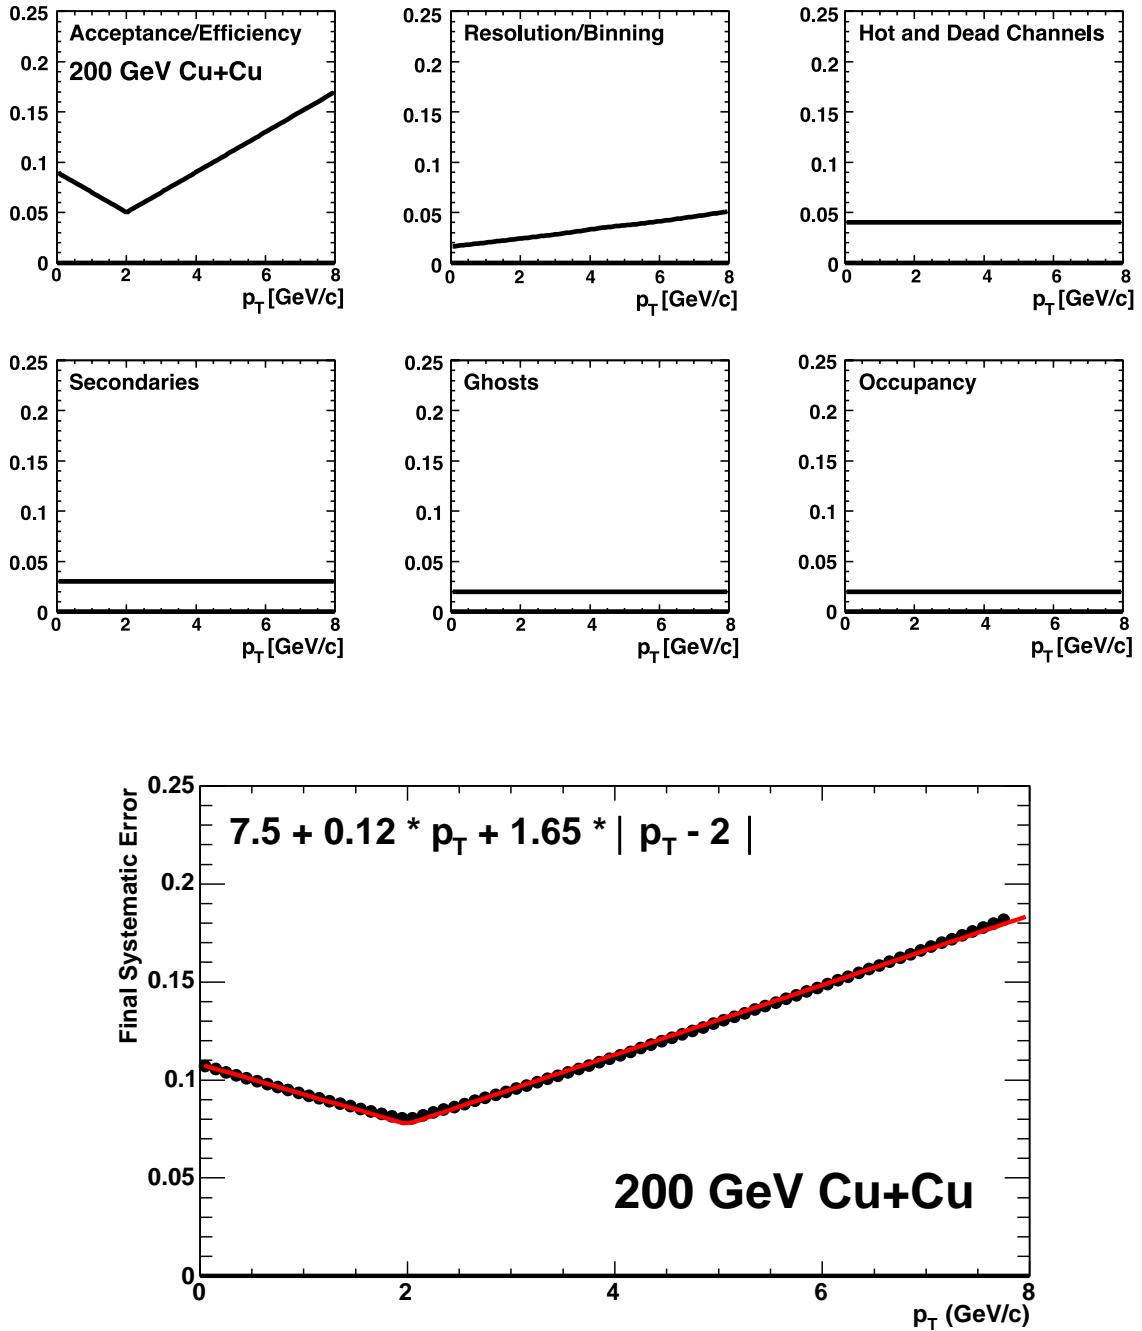 Acceptance/Efficiency
200 GeV Cu+Cu
0.25
0.2
0.15
0.1
0.05
0
0 2 4 6 8
p_T [GeV/c]
Resolution/Binning
0.25
0.2
0.15
0.1
0.05
0
0 2 4 6 8
p_T [GeV/c]
Hot and Dead Channels
0.25
0.2
0.15
0.1
0.05
0
0 2 4 6 8
p_T [GeV/c]
Secondaries
0.25
0.2
0.15
0.1
0.05
0
0 2 4 6 8
p_T [GeV/c]
Ghosts
0.25
0.2
0.15
0.1
0.05
0
0 2 4 6 8
p_T [GeV/c]
Occupancy
0.25
0.2
0.15
0.1
0.05
0
0 2 4 6 8
p_T [GeV/c]
Final Systematic Error
0.25
0.2
0.15
0.1
0.05
0
7.5 + 0.12 * p_T + 1.65 * | p_T - 2 |
200 GeV Cu+Cu
0 2 4 6 8
p_T (GeV/c)